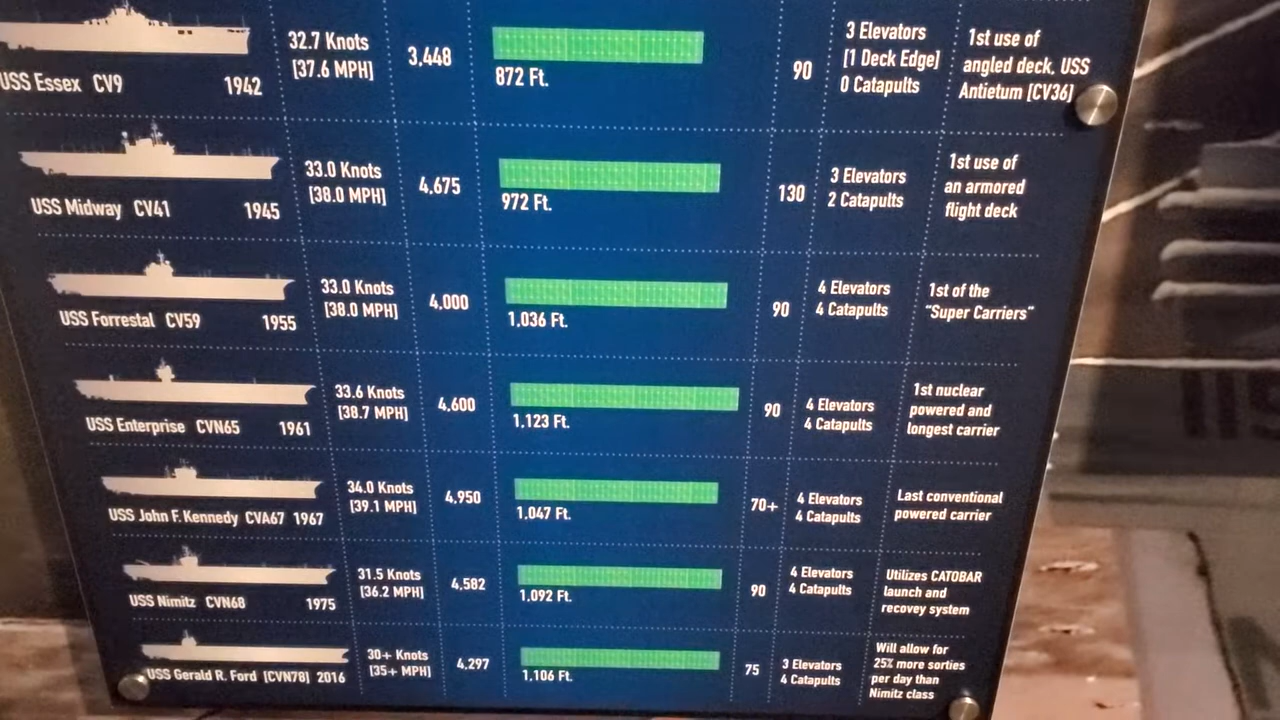 32.7 Knots
[37.6 MPH]
3,448
872 Ft.
90
3 Elevators
[1 Deck Edge]
0 Catapults
1st use of
angled deck, USS
Antietum [CV36]
USS Essex CV9 1942
33.0 Knots
[38.0 MPH]
4,675
972 Ft.
130
3 Elevators
2 Catapults
1st use of
an armored
flight deck
USS Midway CV41 1945
33.0 Knots
[38.0 MPH]
4,000
1,036 Ft.
90
4 Elevators
4 Catapults
1st of the
"Super Carriers"
USS Forrestal CV59 1955
33.6 Knots
[38.7 MPH]
4,600
1,123 Ft.
90
4 Elevators
4 Catapults
1st nuclear
powered and
longest carrier
USS Enterprise CVN65 1961
34.0 Knots
[39.1 MPH]
4,950
1,047 Ft.
70+
4 Elevators
4 Catapults
Last conventional
powered carrier
USS John F. Kennedy CVA67 1967
31.5 Knots
[36.2 MPH]
4,582
1,092 Ft.
90
4 Elevators
4 Catapults
Utilizes CATOBAR
launch and
recovey system
USS Nimitz CVN68 1975
30+ Knots
[35+ MPH]
4,297
1,106 Ft.
75
3 Elevators
4 Catapults
Will allow for
25% more sorties
per day than
Nimitz class
USS Gerald R. Ford [CVN78] 2016